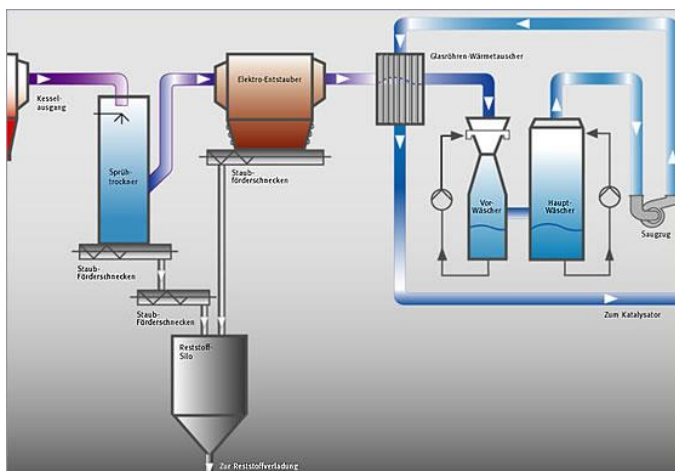 Glasröhren-Wärmetauscher
Elektro-Entstauber
Kessel-
ausgang
Sprüh-
trockner
Staub-
förderschnecken
Vor-
Wäscher
Haupt-
Wäscher
Saugzug
Staub-
Förderschnecken
Staub-
Förderschnecken
Zum Katalysator
Reststoff-
Silo
Zur Reststoffverladung